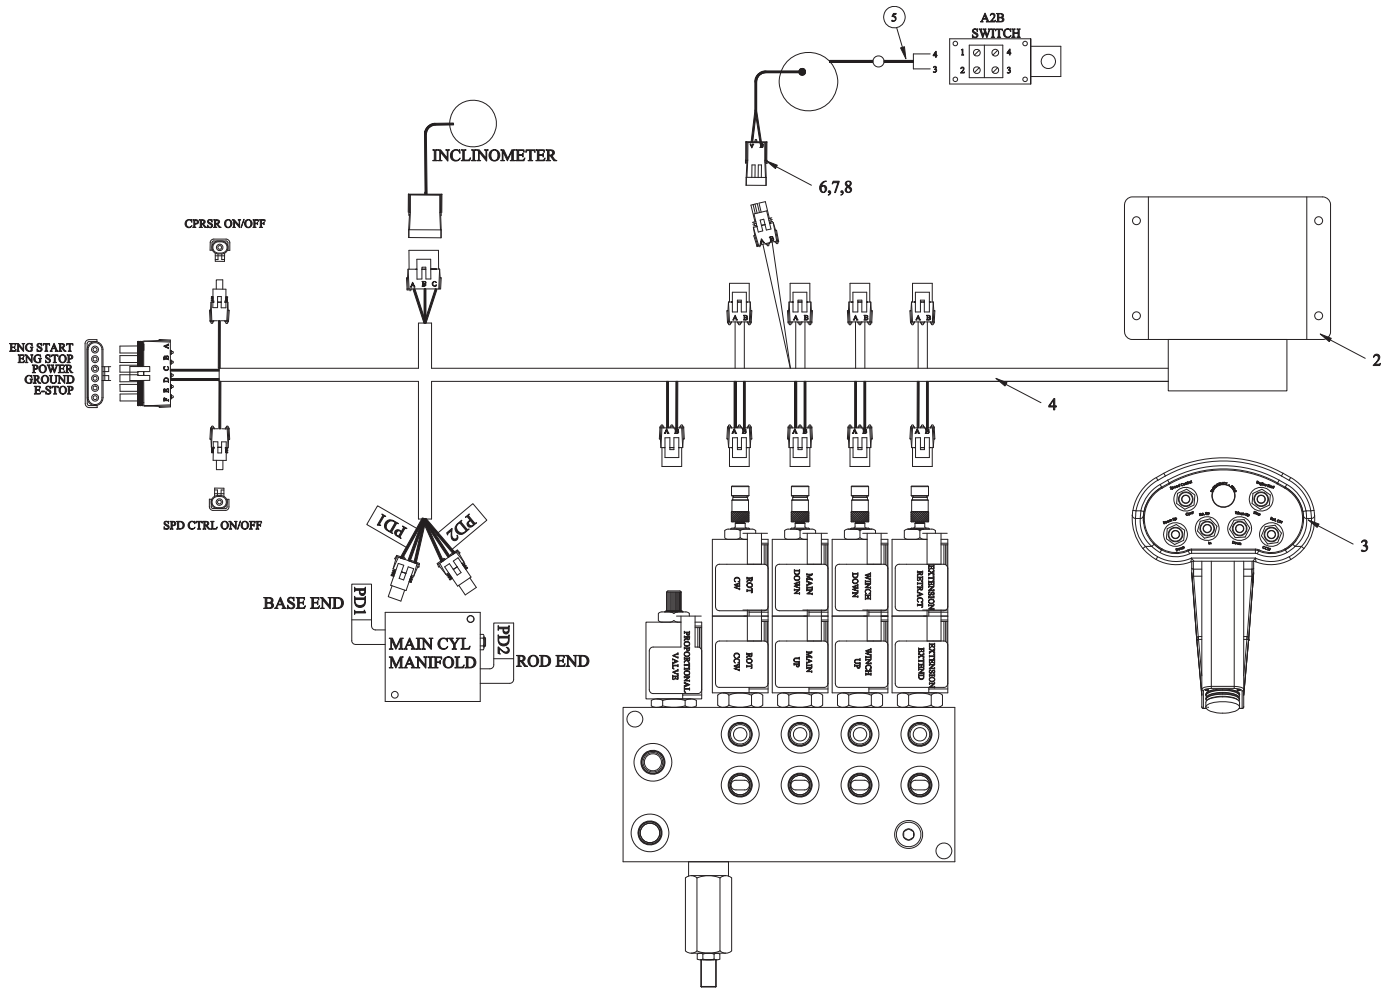 5
A2B
SWITCH
4
3
1
4
2
3
INCLINOMETER
V B
6,7,8
CPRSR ON/OFF
A B
A B C
A B
A B
A B
A B
ENG START
ENG STOP
POWER
GROUND
E-STOP
A
B
C
D
E
F
2
4
A B
A B
A B
A B
A B
SPD CTRL ON/OFF
PD1
PD2
3
BASE END
PD1
MAIN CYL
MANIFOLD
PD2
ROD END
ROT
CW
MAIN
DOWN
WINCH
DOWN
EXTENSION
RETRACT
PROPORTIONAL
VALVE
ROT
CCW
MAIN
UP
WINCH
UP
EXTENSION
EXTEND